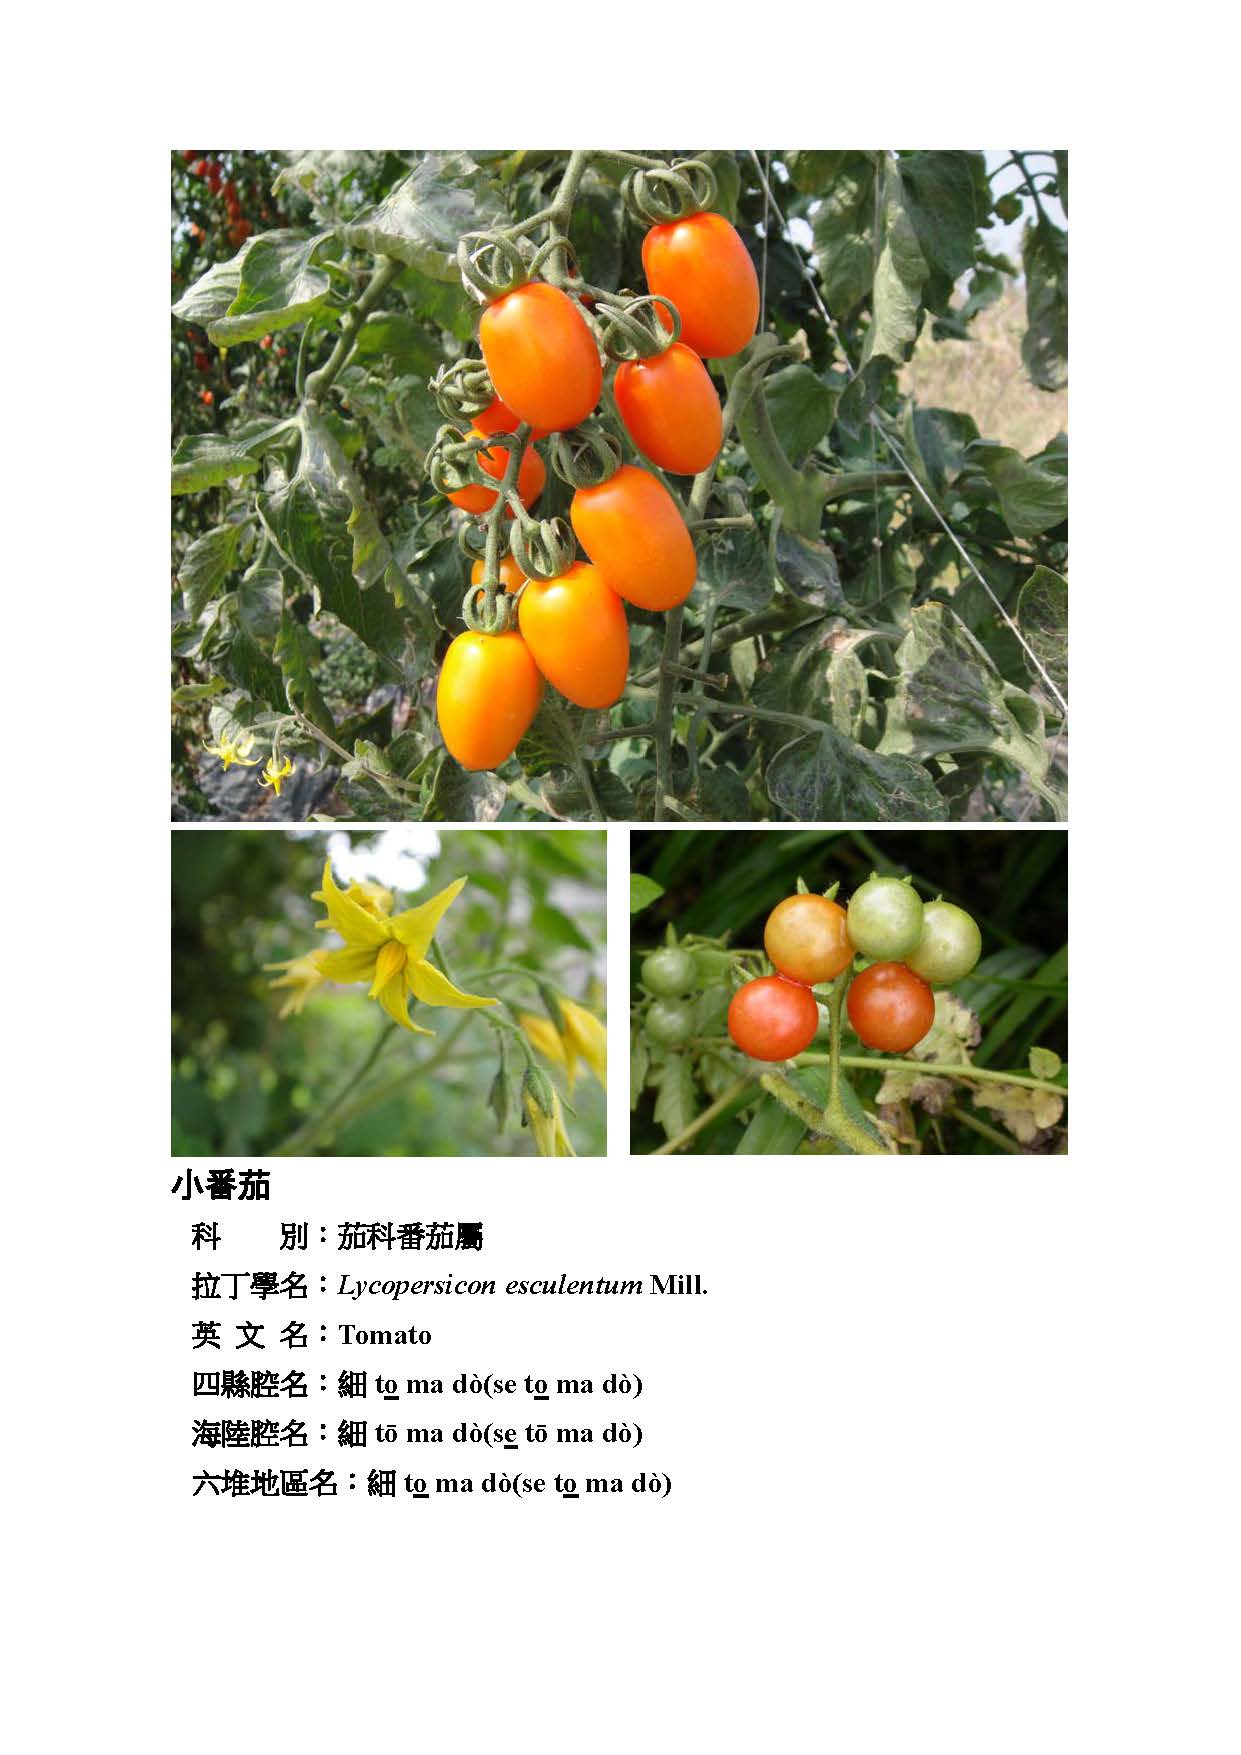 小番茄
科　　別：茄科番茄屬
拉丁學名：Lycopersicon esculentum Mill.
英 文 名：Tomato
四縣腔名：細 to̲ ma dò(se to̲ ma dò)
海陸腔名：細 tō ma dò(se̲ tō ma dò)
六堆地區名：細 to̲ ma dò(se to̲ ma dò)